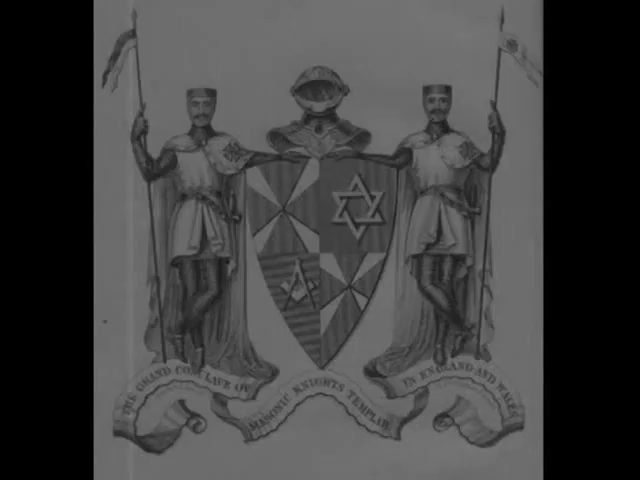 THE GRAND CONCLAVE OF
MASONIC KNIGHTS TEMPLAR
IN ENGLAND AND WALES